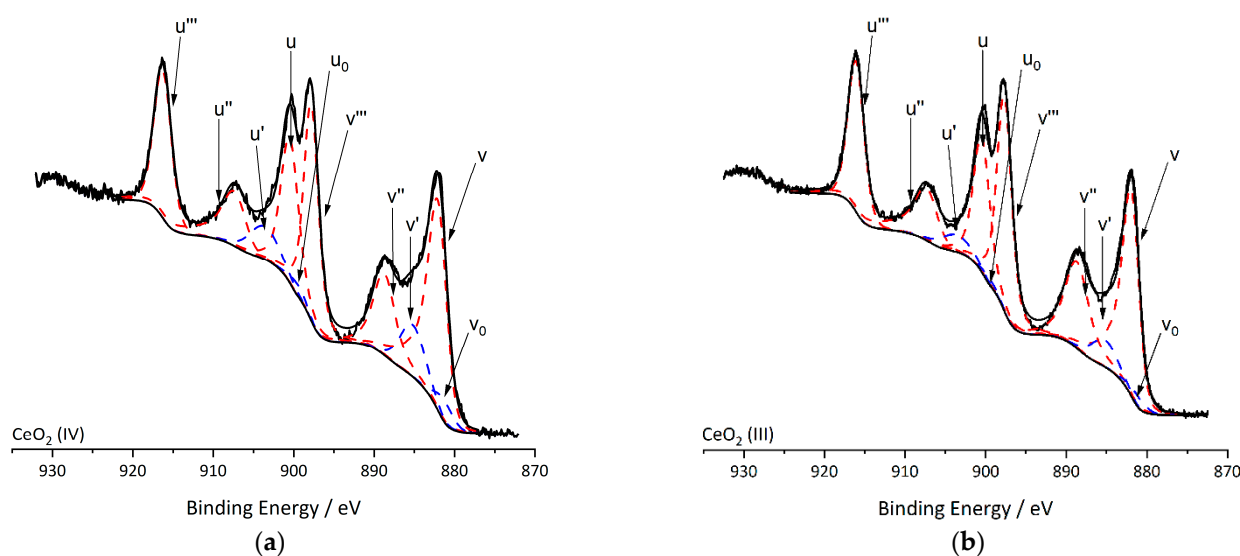 u'''
u
u₀
u''
u'
v'''
v
v''
v'
v₀
CeO₂ (IV)
930 920 910 900 890 880 870
Binding Energy / eV
(a)
u'''
u
u₀
u''
u'
v'''
v
v''
v'
v₀
CeO₂ (III)
930 920 910 900 890 880 870
Binding Energy / eV
(b)